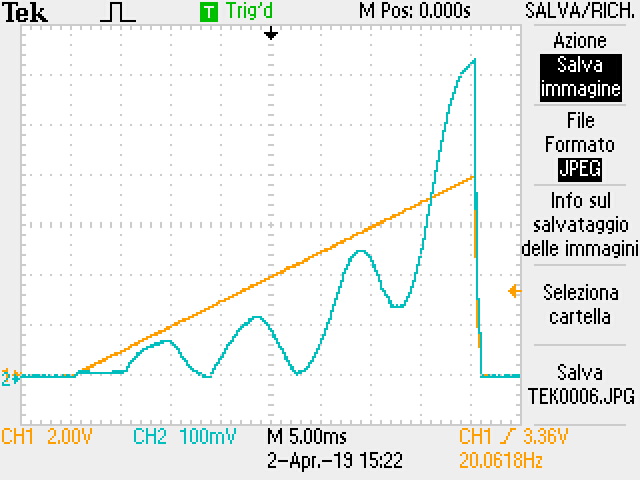 Tek T Trig'd M Pos: 0.000s SALVA/RICH.
Azione
Salva
immagine
File
Formato
JPEG
Info sul
salvataggio
delle immagini
Seleziona
cartella
Salva
TEK0006.JPG
2
CH1 2.00V CH2 100mV M 5.00ms CH1 3.36V
2-Apr.-19 15:22 20.0618Hz